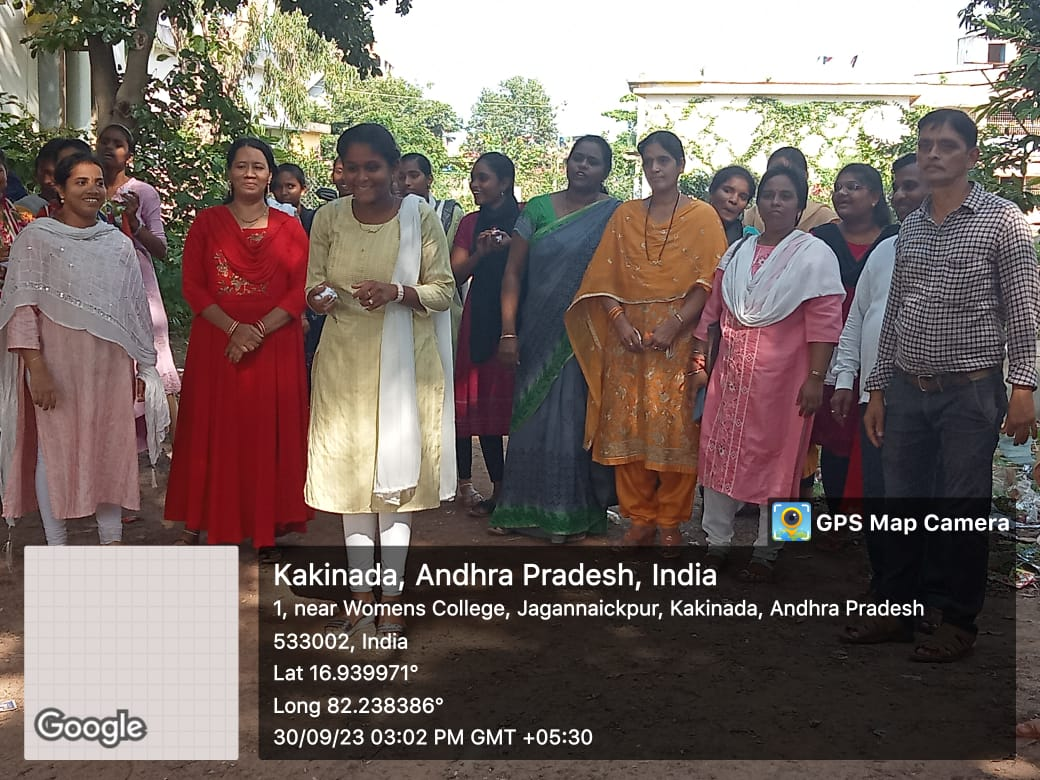 GPS Map Camera
Kakinada, Andhra Pradesh, India
1, near Womens College, Jagannaickpur, Kakinada, Andhra Pradesh
533002, India
Lat 16.939971°
Long 82.238386°
30/09/23 03:02 PM GMT +05:30
Google